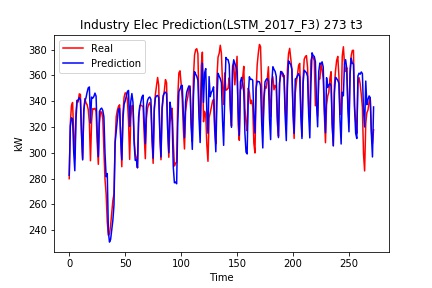 Industry Elec Prediction(LSTM_2017_F3) 273 t3
Real
Prediction
380
360
340
320
300
280
260
240
kW
0 50 100 150 200 250
Time